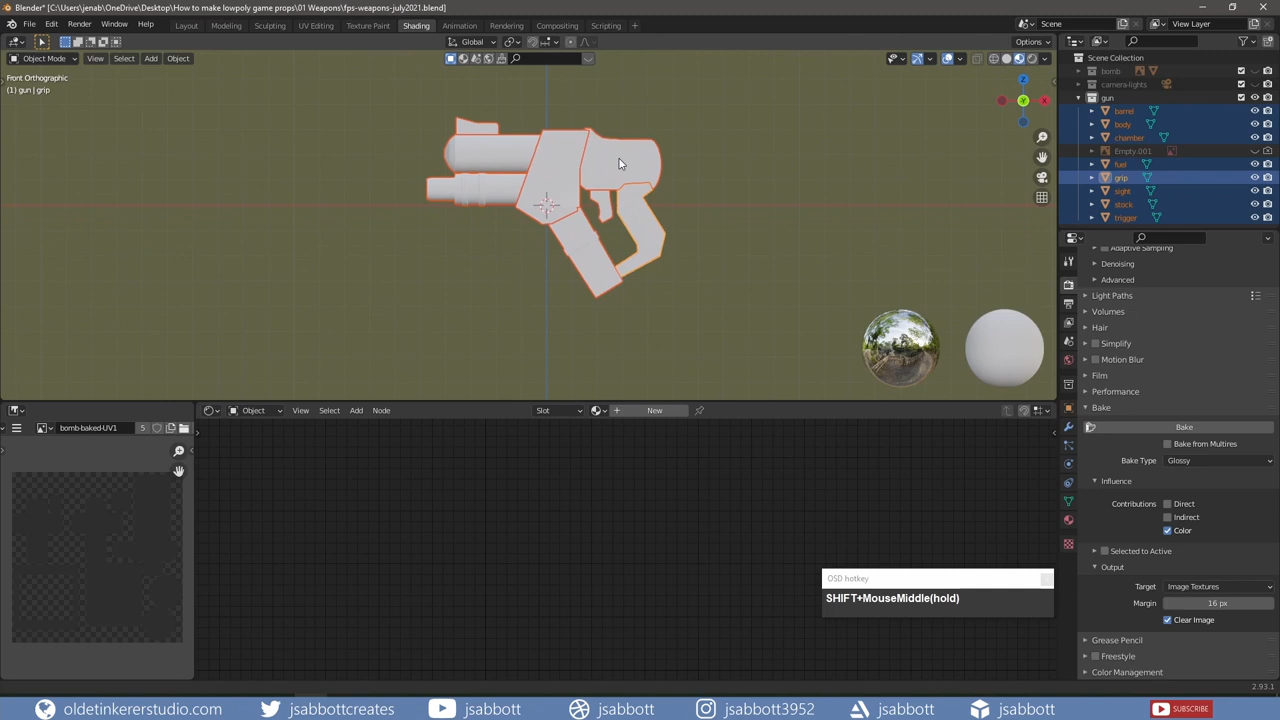 Blender* [C:\Users\jenab\OneDrive\Desktop\How to make lowpoly game props\01 Weapons\fps-weapons-july2021.blend]
File Edit Render Window Help Layout Modeling Sculpting UV Editing Texture Paint Shading Animation Rendering Compositing Scripting + Scene View Layer
Global Options
Object Mode View Select Add Object
Front Orthographic
(1) gun | grip
Z
Y
X
Scene Collection
bomb
camera-lights
gun
barrel
body
chamber
Empty.001
fuel
grip
sight
stock
trigger
Adaptive Sampling
Denoising
Advanced
Light Paths
Volumes
Hair
Simplify
Motion Blur
Film
Performance
Bake
Bake
Bake from Multires
Bake Type Glossy
Influence
Contributions Direct
Indirect
Color
Selected to Active
Output
Target Image Textures
Margin 16 px
Clear Image
Grease Pencil
Freestyle
Color Management
Object View Select Add Node Slot New
bomb-baked-UV1 5
OSD hotkey
SHIFT+MouseMiddle(hold)
2.93.1
oldetinkererstudio.com jsabbottcreates jsabbott jsabbott jsabbott3952 jsabbott jsabbott SUBSCRIBE